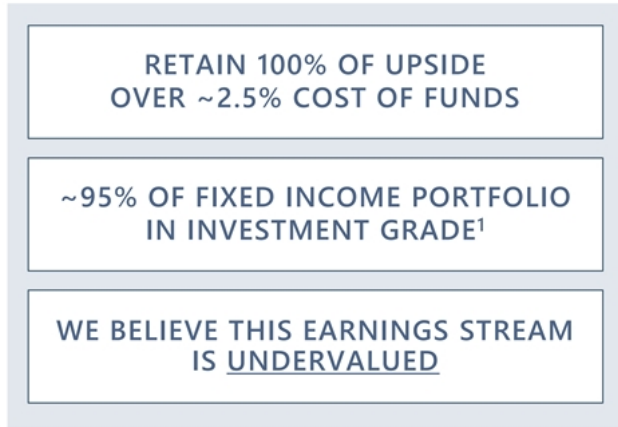 RETAIN 100% OF UPSIDE
OVER ~2.5% COST OF FUNDS
~95% OF FIXED INCOME PORTFOLIO
IN INVESTMENT GRADE¹
WE BELIEVE THIS EARNINGS STREAM
IS UNDERVALUED